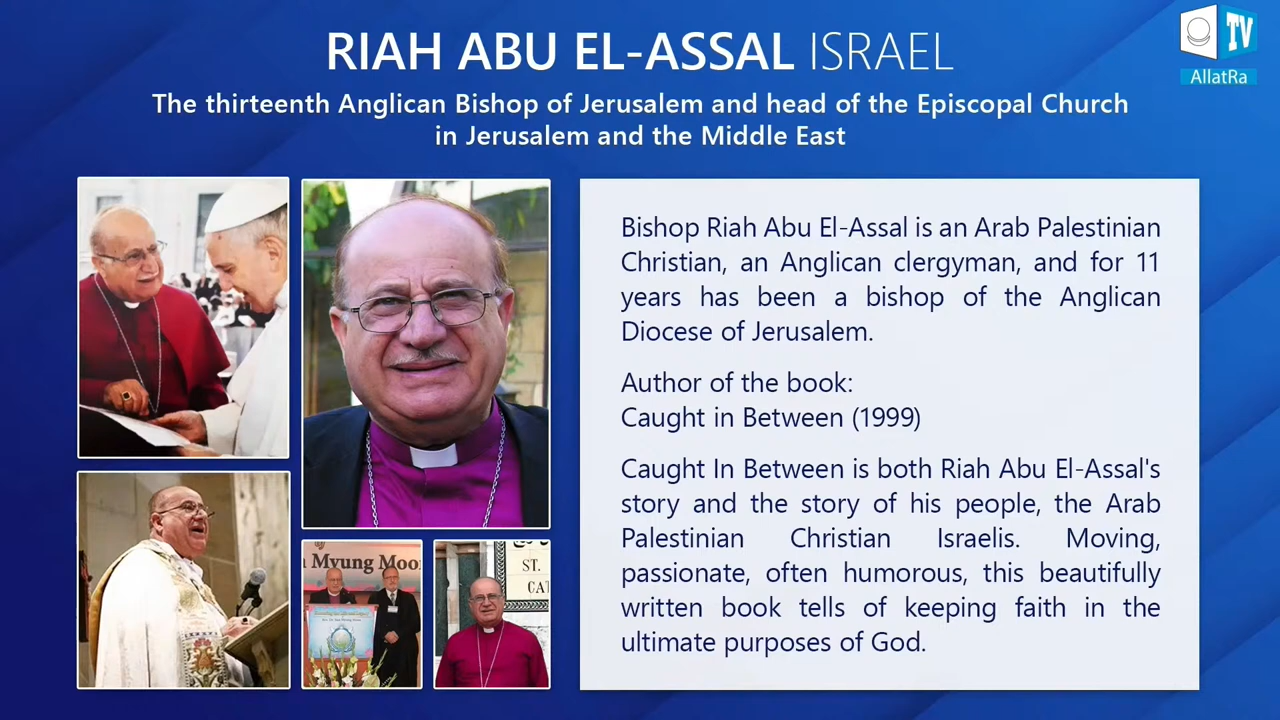 RIAH ABU EL-ASSAL ISRAEL
The thirteenth Anglican Bishop of Jerusalem and head of the Episcopal Church
in Jerusalem and the Middle East
TV
AllatRa
Bishop Riah Abu El-Assal is an Arab Palestinian
Christian, an Anglican clergyman, and for 11
years has been a bishop of the Anglican
Diocese of Jerusalem.
Author of the book:
Caught in Between (1999)
Caught In Between is both Riah Abu El-Assal's
story and the story of his people, the Arab
Palestinian Christian Israelis. Moving,
passionate, often humorous, this beautifully
written book tells of keeping faith in the
ultimate purposes of God.
Myung Moo
ST.
CAT